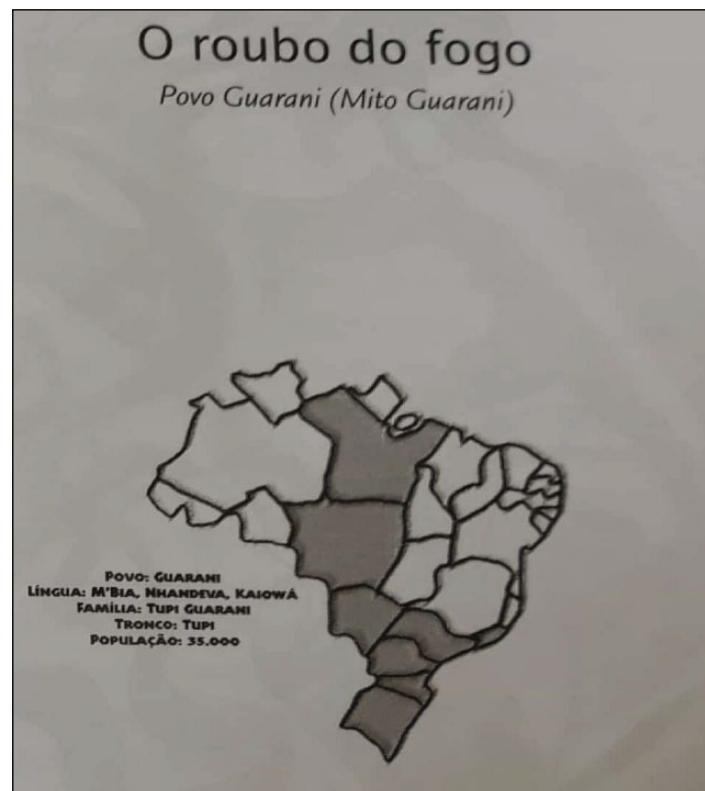 O roubo do fogo
Povo Guarani (Mito Guarani)
Povo: Guarani
Língua: M'Bia, Nhandeva, Kaiowá
Família: Tupi Guarani
Tronco: Tupi
População: 35.000